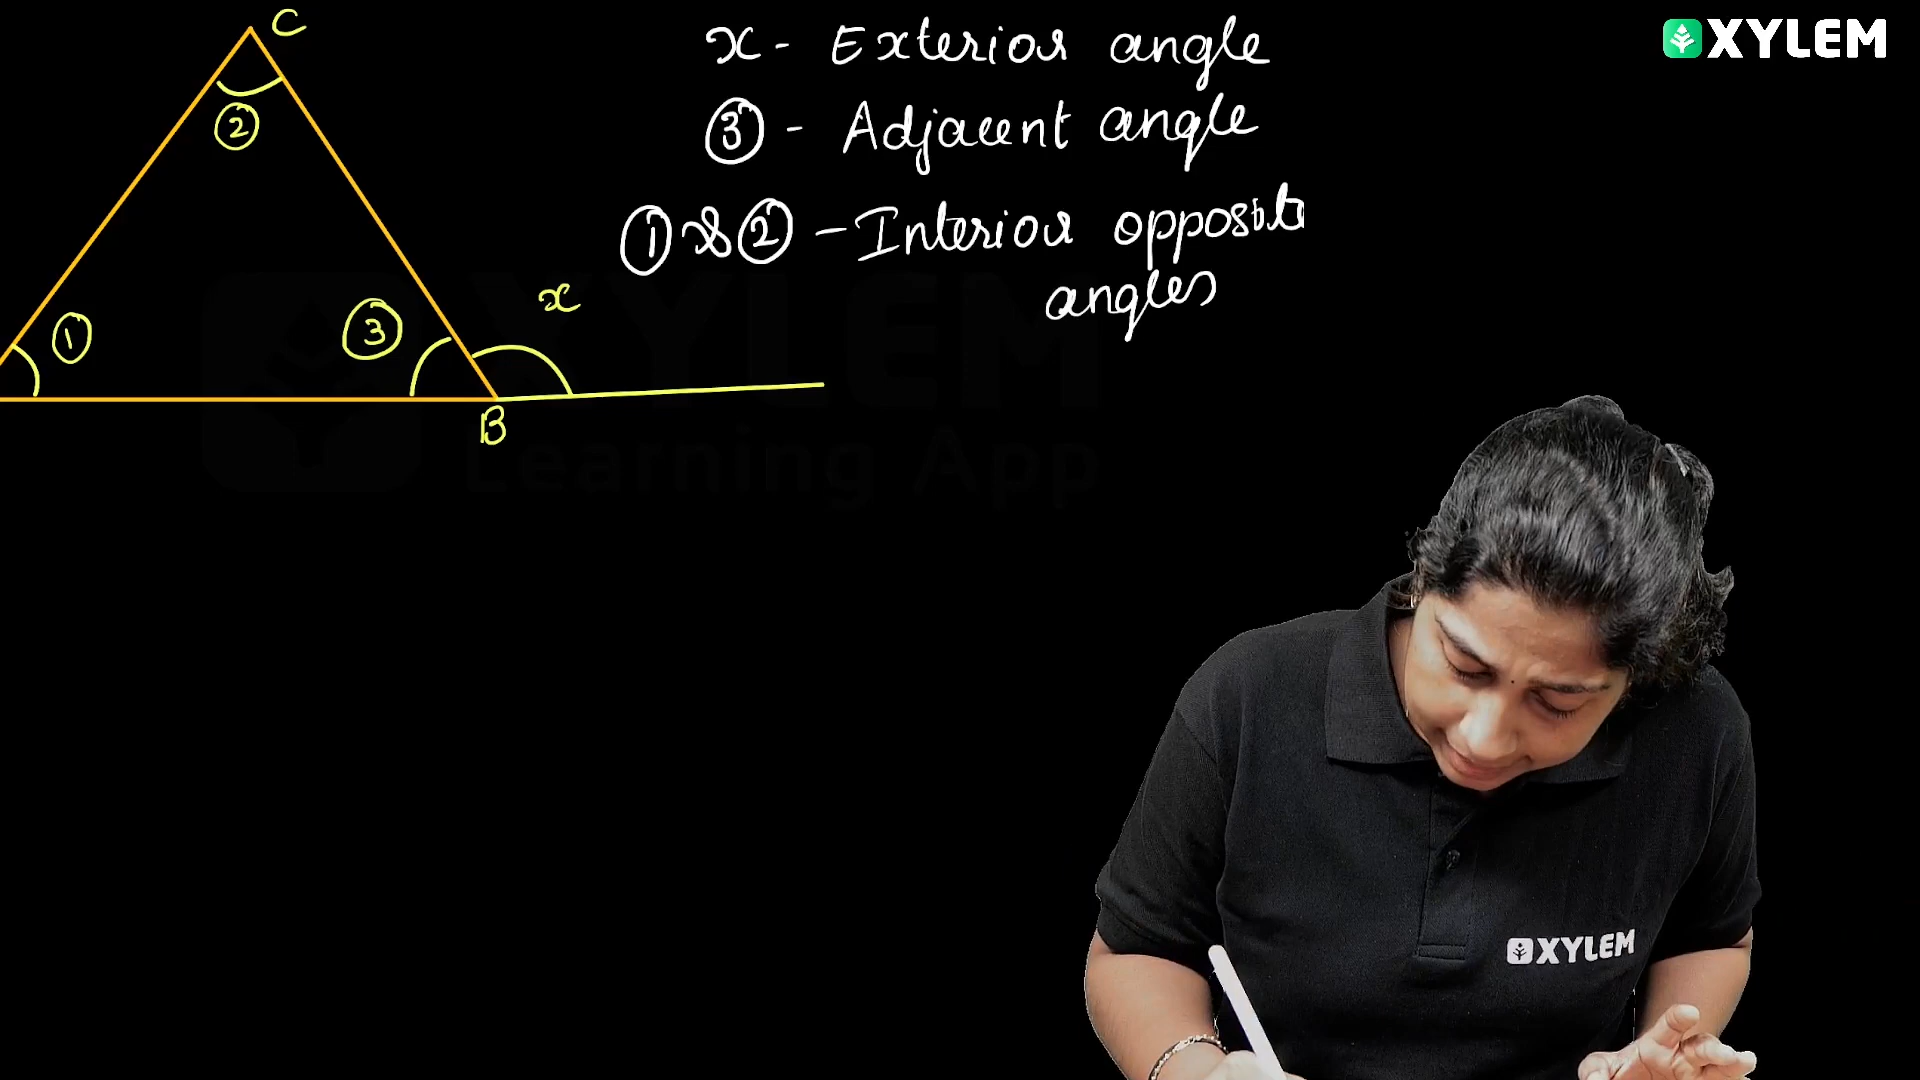 C
x - Exterior angle
XYLEM
③ - Adjacent angle
②
① & ② - Interior opposite
angles
x
①
③
B
XYLEM
Learning App
XYLEM